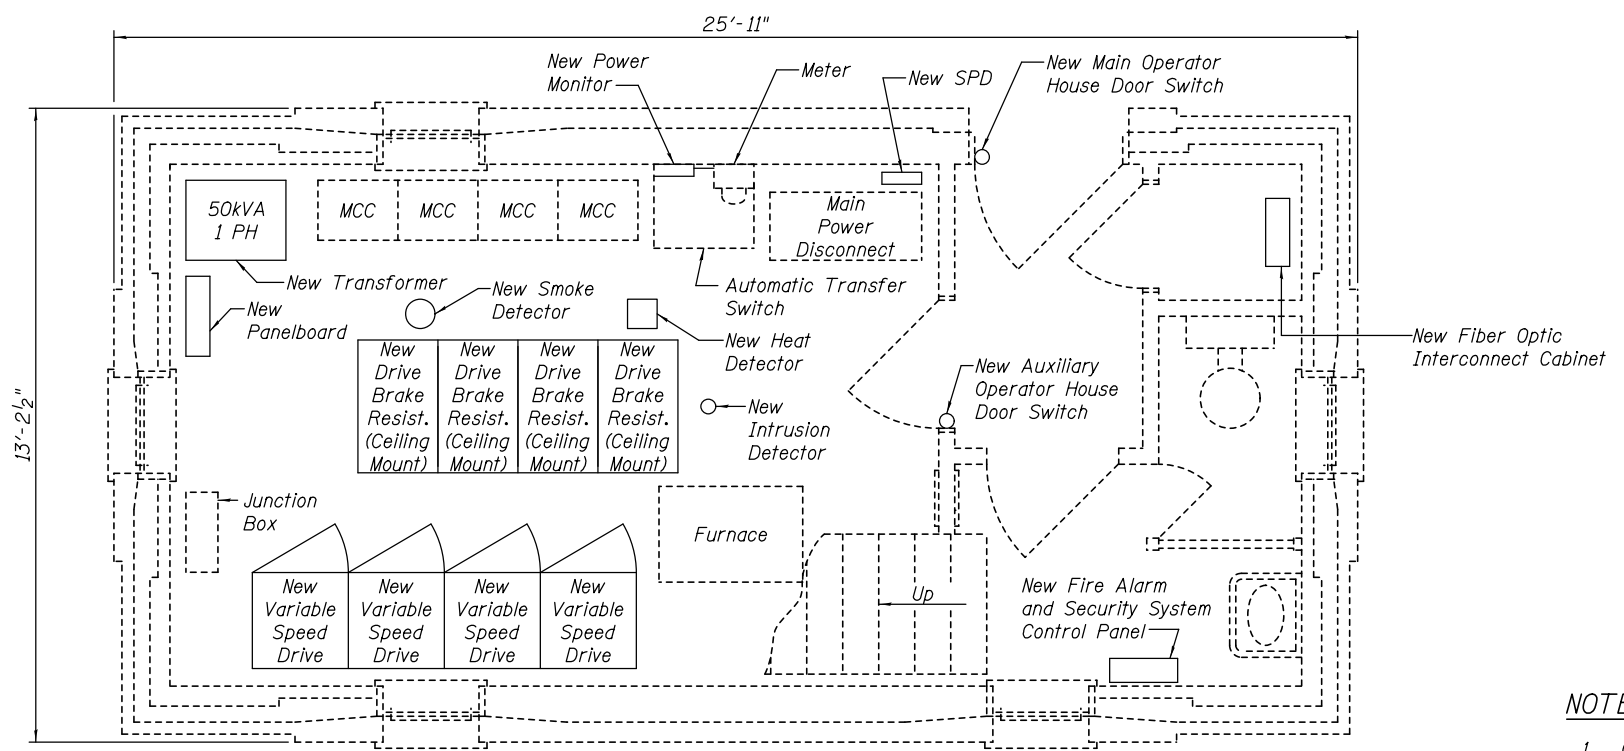 25'-11"
New Power
Monitor
Meter
New SPD
New Main Operator
House Door Switch
50kVA
1 PH
MCC
MCC
MCC
MCC
Main
Power
Disconnect
New Transformer
New Smoke
Detector
Automatic Transfer
Switch
New
Panelboard
New Heat
Detector
New Fiber Optic
Interconnect Cabinet
13'-2½"
New
Drive
Brake
Resist.
(Ceiling
Mount)
New
Drive
Brake
Resist.
(Ceiling
Mount)
New
Drive
Brake
Resist.
(Ceiling
Mount)
New
Drive
Brake
Resist.
(Ceiling
Mount)
New
Intrusion
Detector
New Auxiliary
Operator House
Door Switch
Junction
Box
Furnace
New
Variable
Speed
Drive
New
Variable
Speed
Drive
New
Variable
Speed
Drive
New
Variable
Speed
Drive
Up
New Fire Alarm
and Security System
Control Panel
NOTE
1